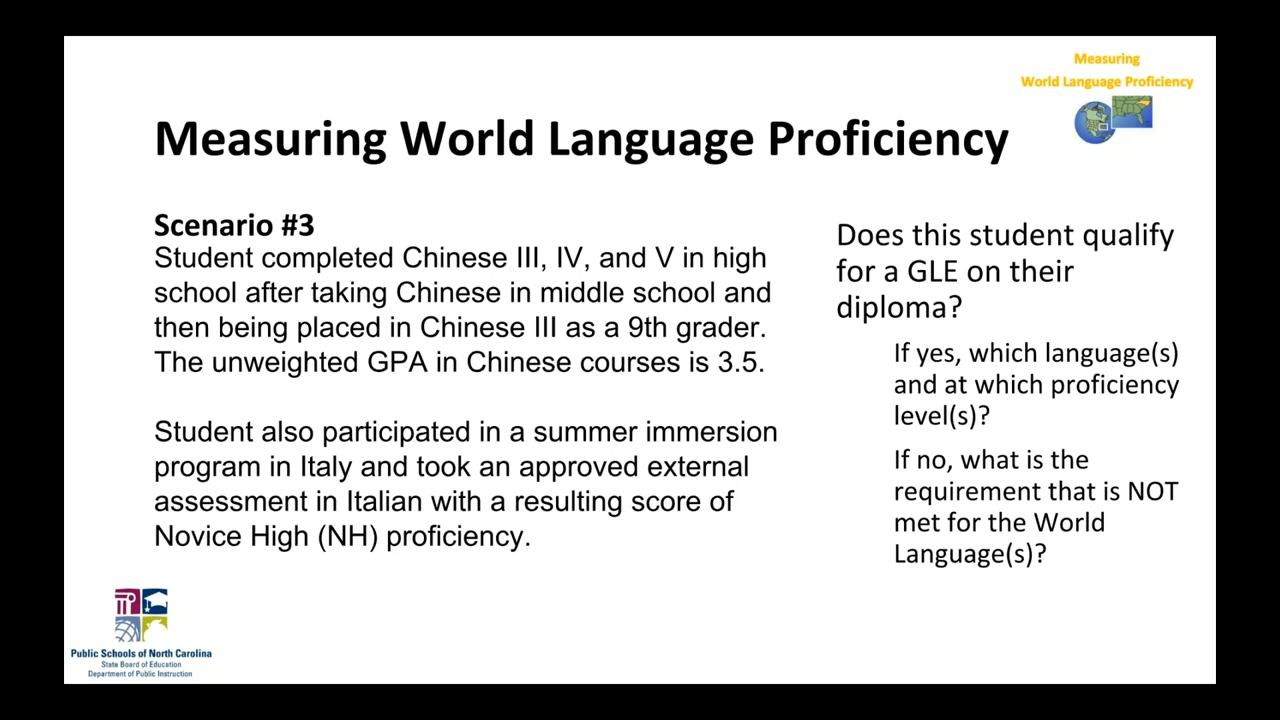 Measuring
World Language Proficiency
Measuring World Language Proficiency
Scenario #3
Student completed Chinese III, IV, and V in high
school after taking Chinese in middle school and
then being placed in Chinese III as a 9th grader.
The unweighted GPA in Chinese courses is 3.5.
Student also participated in a summer immersion
program in Italy and took an approved external
assessment in Italian with a resulting score of
Novice High (NH) proficiency.
Does this student qualify
for a GLE on their
diploma?
If yes, which language(s)
and at which proficiency
level(s)?
If no, what is the
requirement that is NOT
met for the World
Language(s)?
Public Schools of North Carolina
State Board of Education
Department of Public Instruction